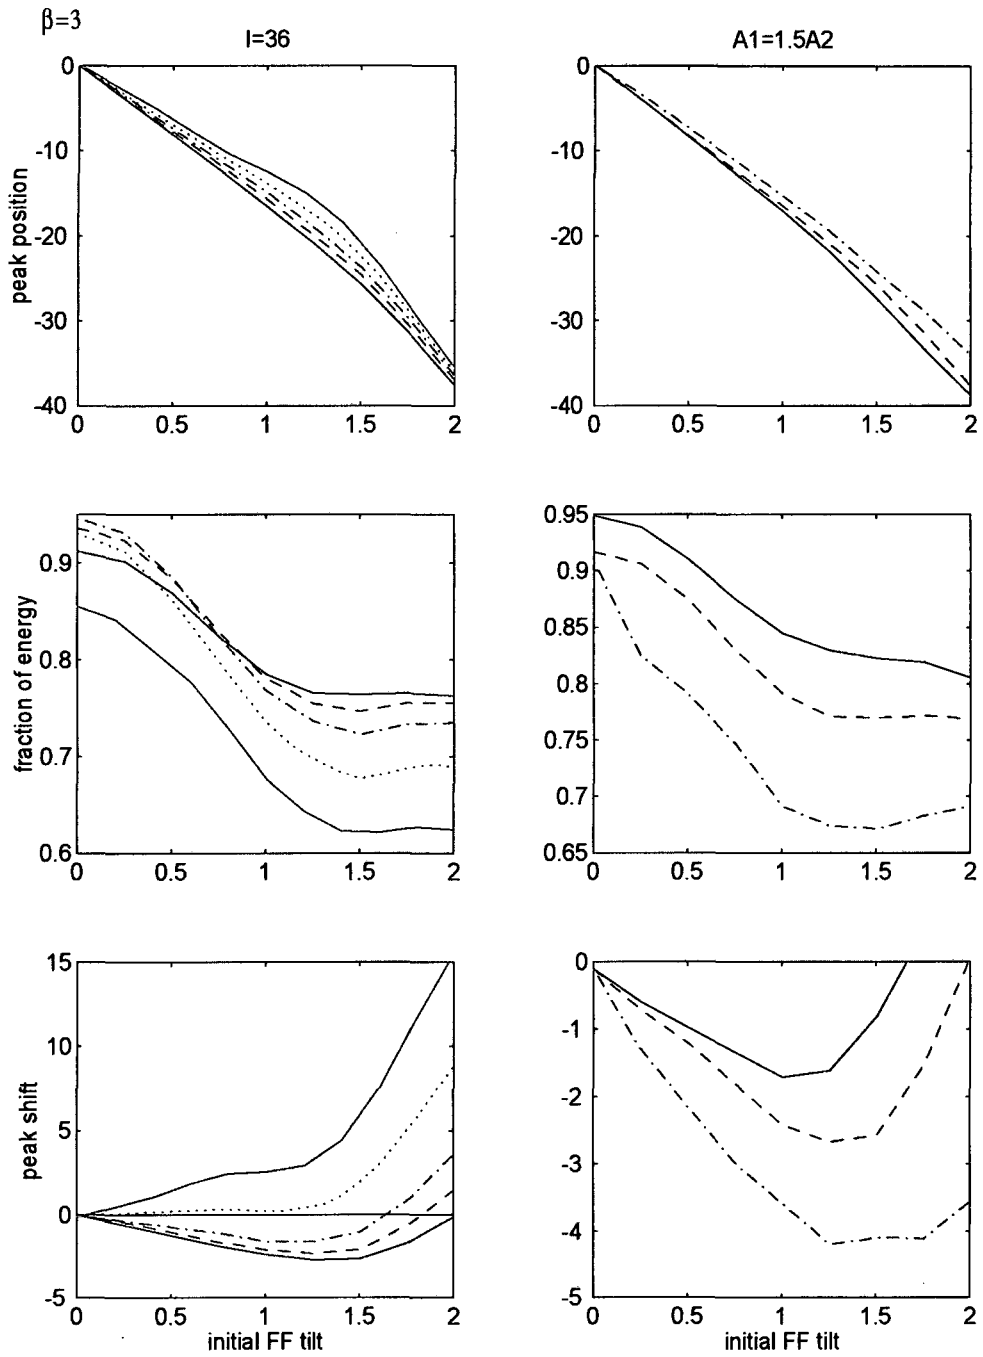 β=3
I=36
A1=1.5A2
peak position
0
-10
-20
-30
-40
0 0.5 1 1.5 2
0
-10
-20
-30
-40
0 0.5 1 1.5 2
fraction of energy
0.9
0.8
0.7
0.6
0 0.5 1 1.5 2
0.95
0.9
0.85
0.8
0.75
0.7
0.65
0 0.5 1 1.5 2
peak shift
15
10
5
0
-5
0 0.5 1 1.5 2
initial FF tilt
0
-1
-2
-3
-4
-5
0 0.5 1 1.5 2
initial FF tilt